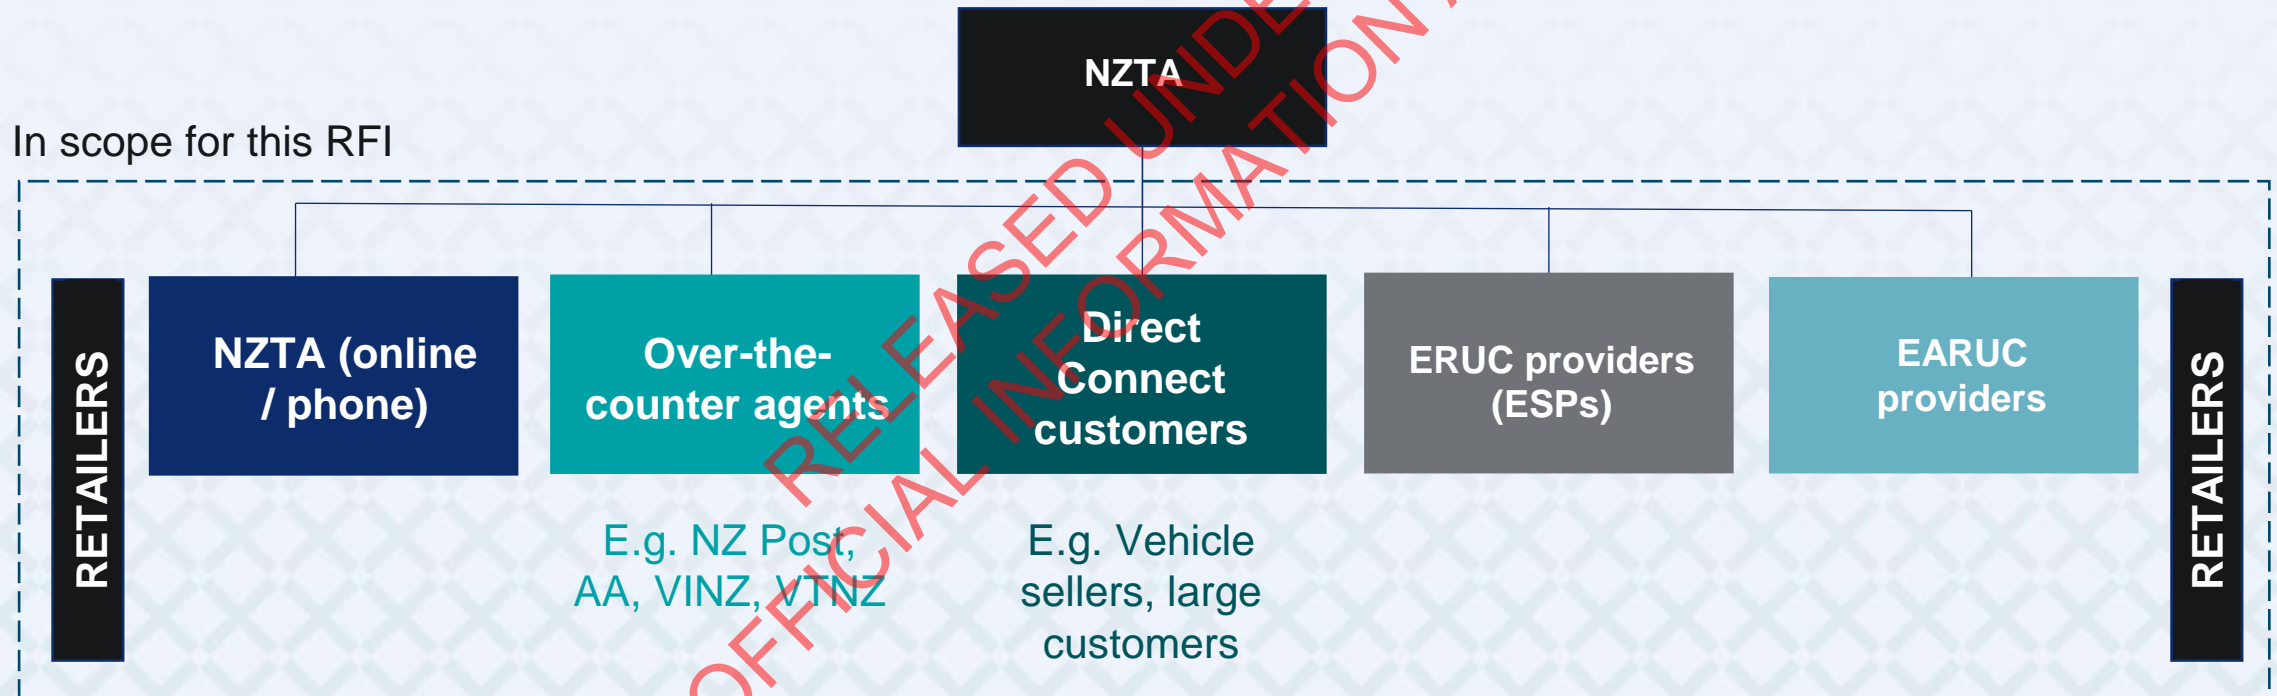 NZTA
In scope for this RFI
RETAILERS
NZTA (online
/ phone)
Over-the-
counter agents
Direct
Connect
customers
ERUC providers
(ESPs)
EARUC
providers
RETAILERS
E.g. NZ Post,
AA, VINZ, VTNZ
E.g. Vehicle
sellers, large
customers
RELEASED
OFFICIAL INFORMATION